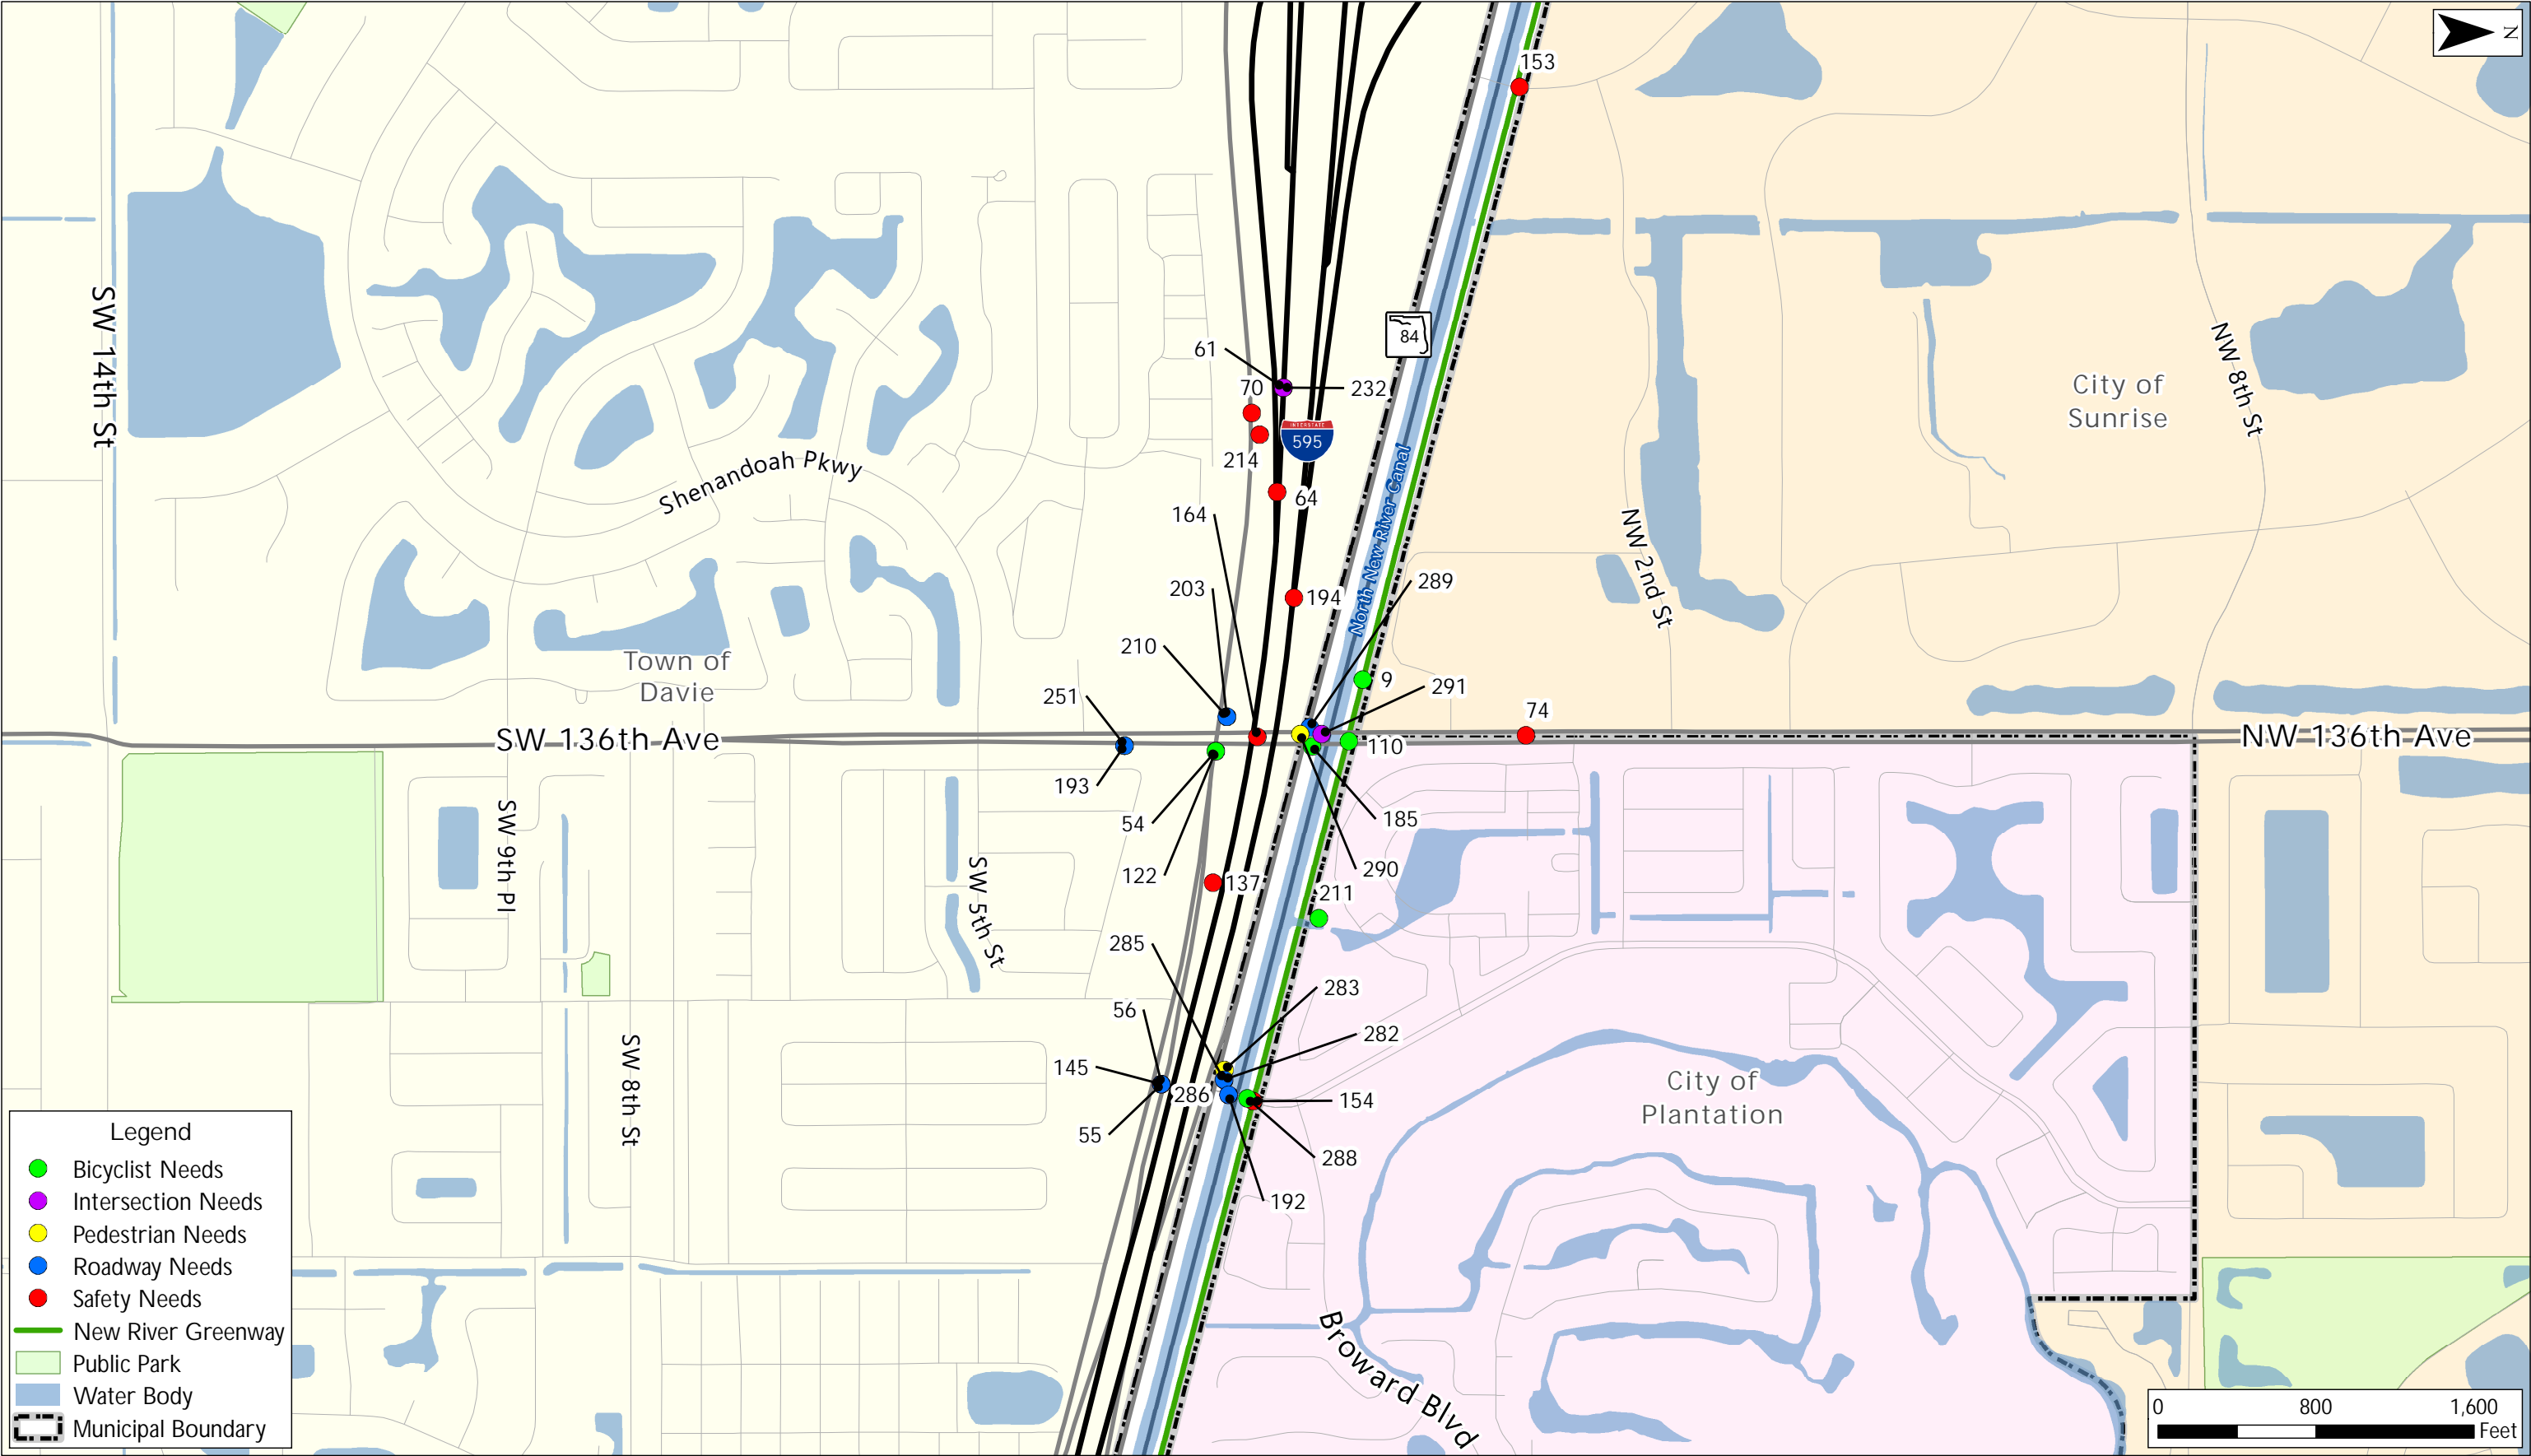 N
153
84
SW 14th St
NW 8th St
61
232
70
City of
Sunrise
INTERSTATE
595
214
Shenandoah Pkwy
64
164
North New River Canal
NW 2nd St
289
203
194
210
Town of
Davie
9
291
251
74
SW 136th Ave
110
NW 136th Ave
193
54
185
SW 9th Pl
SW 5th St
122
290
137
211
285
283
56
282
SW 8th St
145
286
City of
Plantation
154
55
288
192
Broward Blvd
Legend
Bicyclist Needs
Intersection Needs
Pedestrian Needs
Roadway Needs
Safety Needs
New River Greenway
Public Park
Water Body
Municipal Boundary
0 800 1,600
Feet